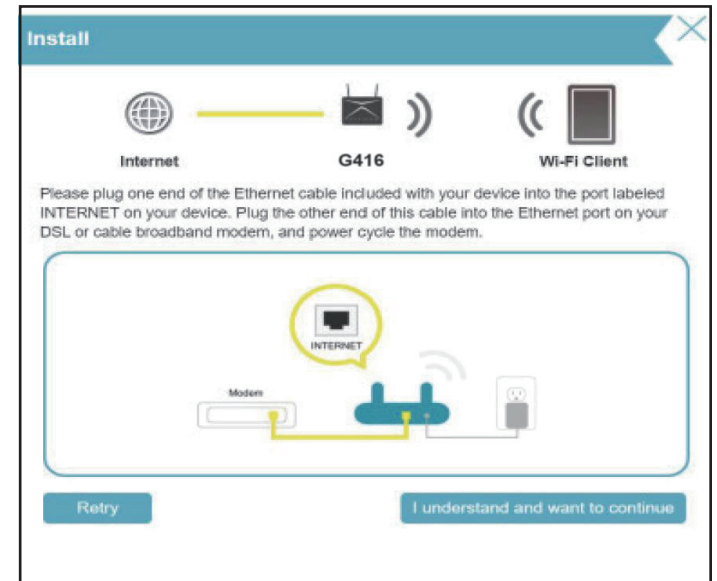 Install
Internet
G416
Wi-Fi Client
Please plug one end of the Ethernet cable included with your device into the port labeled
INTERNET on your device. Plug the other end of this cable into the Ethernet port on your
DSL or cable broadband modem, and power cycle the modem.
INTERNET
Modem
Retry
I understand and want to continue